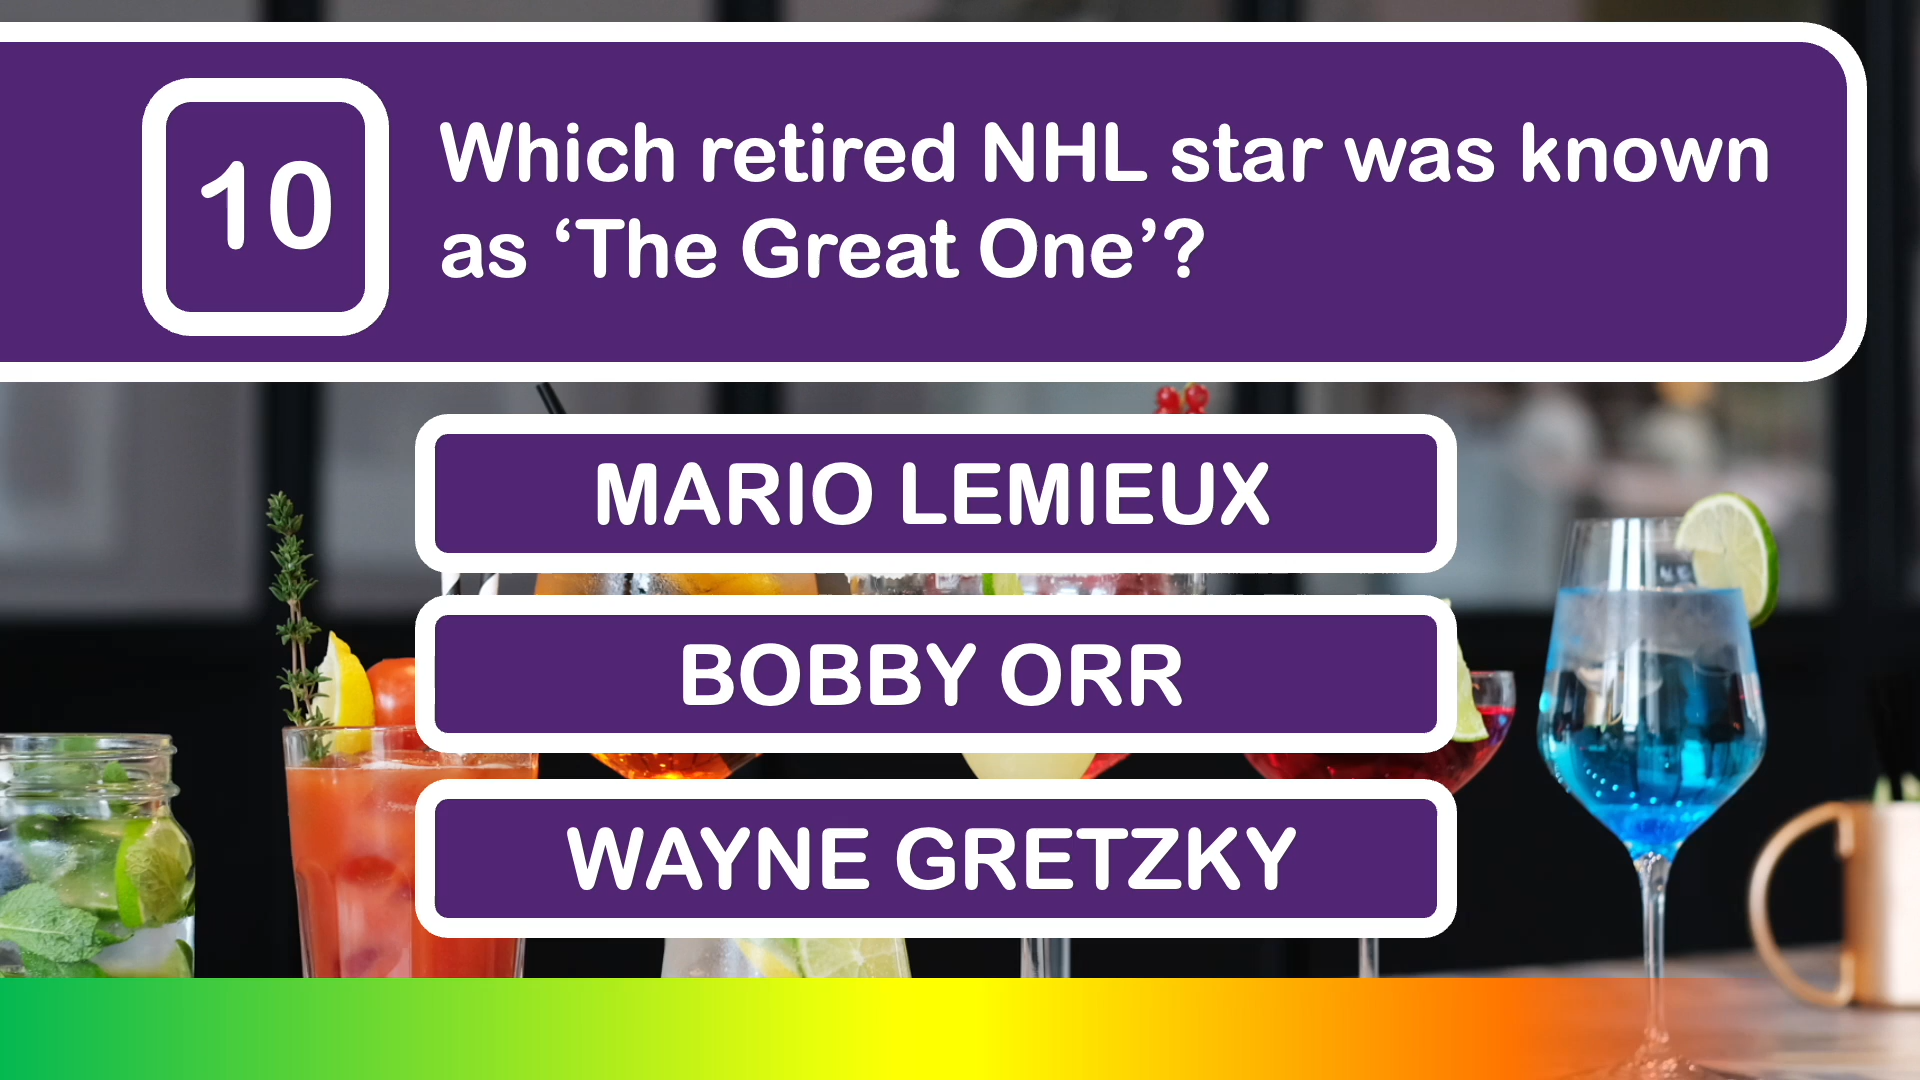 10
Which retired NHL star was known
as ‘The Great One’?
MARIO LEMIEUX
BOBBY ORR
WAYNE GRETZKY